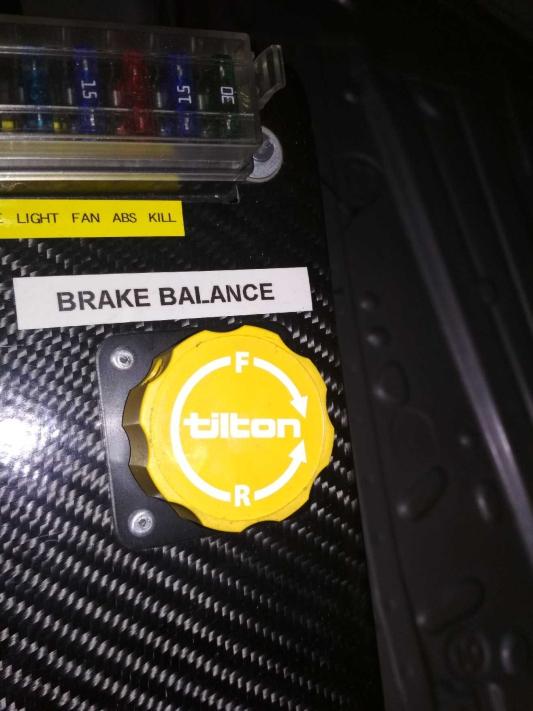 15 15 30
LIGHT FAN ABS KILL
BRAKE BALANCE
F
tilton
R